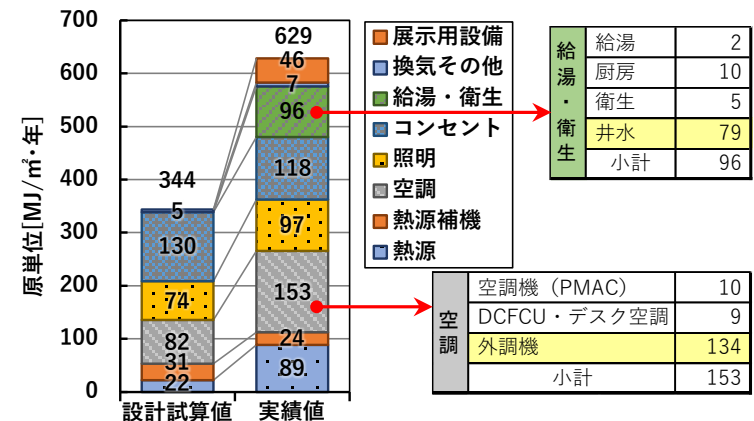 原単位[MJ/㎡・年]
700
600
500
400
300
200
100
0
344
5
130
74
82
31
22
設計試算値
629
46
7
96
118
97
153
24
89
実績値
展示用設備
換気その他
給湯・衛生
コンセント
照明
空調
熱源補機
熱源
給湯・衛生
給湯 2
厨房 10
衛生 5
井水 79
小計 96
空調
空調機（PMAC） 10
DCFCU・デスク空調 9
外調機 134
小計 153